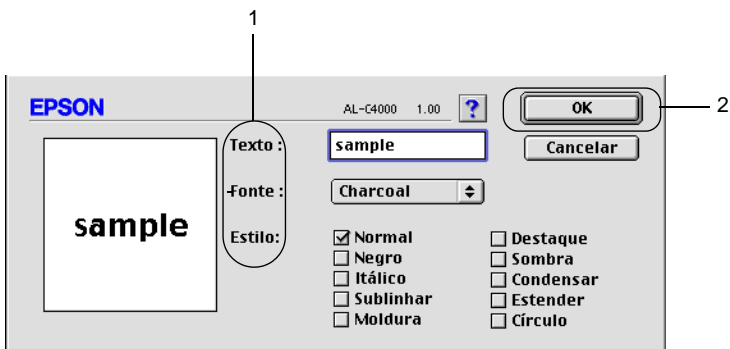 1
EPSON AL-C4000 1.00 ? OK 2
Texto : sample Cancelar
Fonte : Charcoal
sample Estilo: Normal Destaque
Negro Sombra
Itálico Condensar
Sublinhar Estender
Moldura Círculo